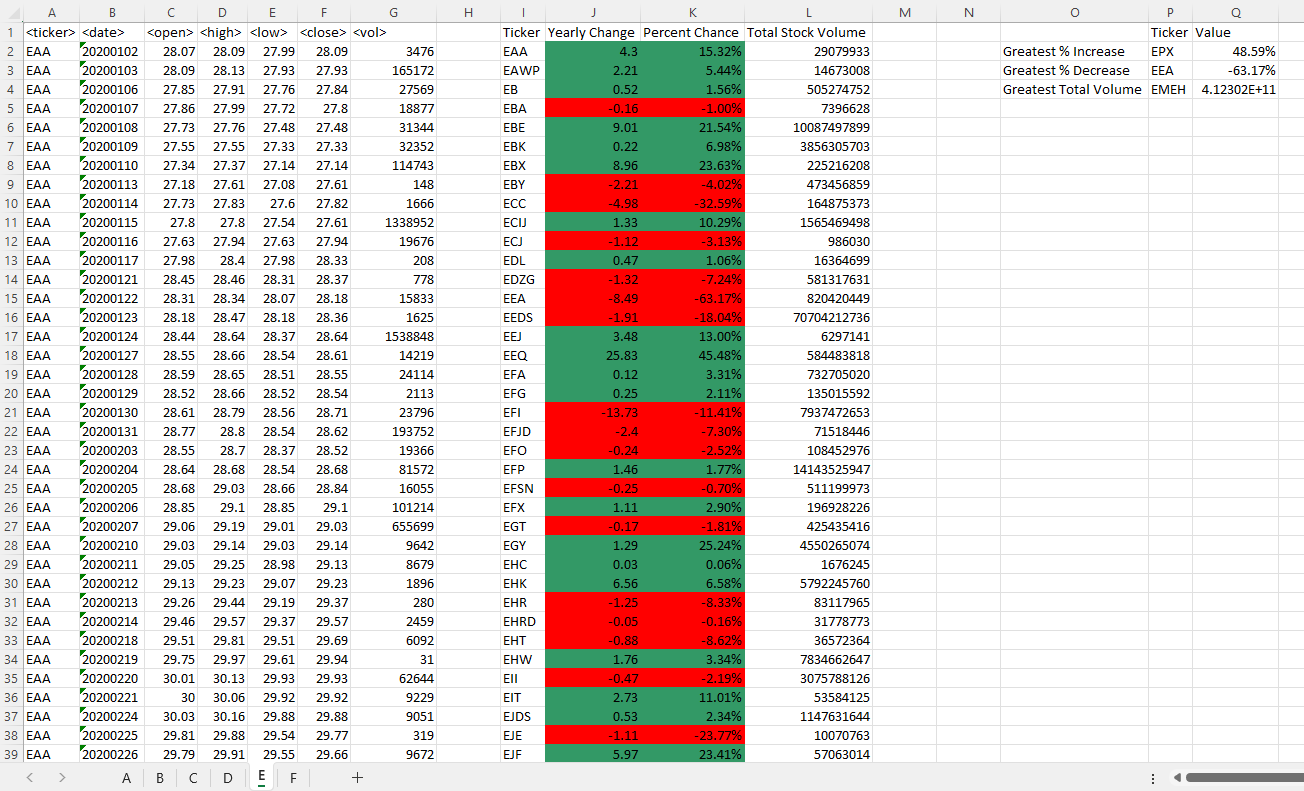 A B C D E F G H I J K L M N O P Q
1 <ticker> <date> <open> <high> <low> <close> <vol> Ticker Yearly Change Percent Chance Total Stock Volume Ticker Value
2 EAA 20200102 28.07 28.09 27.99 28.09 3476 EAA 4.3 15.32% 29079933 Greatest % Increase EPX 48.59%
3 EAA 20200103 28.09 28.13 27.93 27.93 165172 EAWP 2.21 5.44% 14673008 Greatest % Decrease EEA -63.17%
4 EAA 20200106 27.85 27.91 27.76 27.84 27569 EB 0.52 1.56% 505274752 Greatest Total Volume EMEH 4.12302E+11
5 EAA 20200107 27.86 27.99 27.72 27.8 18877 EBA -0.16 -1.00% 7396628
6 EAA 20200108 27.73 27.76 27.48 27.48 31344 EBE 9.01 21.54% 10087497899
7 EAA 20200109 27.55 27.55 27.33 27.33 32352 EBK 0.22 6.98% 3856305703
8 EAA 20200110 27.34 27.37 27.14 27.14 114743 EBX 8.96 23.63% 225216208
9 EAA 20200113 27.18 27.61 27.08 27.61 148 EBY -2.21 -4.02% 473456859
10 EAA 20200114 27.73 27.83 27.6 27.82 1666 ECC -4.98 -32.59% 164875373
11 EAA 20200115 27.8 27.8 27.54 27.61 1338952 ECIJ 1.33 10.29% 1565469498
12 EAA 20200116 27.63 27.94 27.63 27.94 19676 ECJ -1.12 -3.13% 986030
13 EAA 20200117 27.98 28.4 27.98 28.33 208 EDL 0.47 1.06% 16364699
14 EAA 20200121 28.45 28.46 28.31 28.37 778 EDZG -1.32 -7.24% 581317631
15 EAA 20200122 28.31 28.34 28.07 28.18 15833 EEA -8.49 -63.17% 820420449
16 EAA 20200123 28.18 28.47 28.18 28.36 1625 EEDS -1.91 -18.04% 70704212736
17 EAA 20200124 28.44 28.64 28.37 28.64 1538848 EEJ 3.48 13.00% 6297141
18 EAA 20200127 28.55 28.66 28.54 28.61 14219 EEQ 25.83 45.48% 584483818
19 EAA 20200128 28.59 28.65 28.51 28.55 24114 EFA 0.12 3.31% 732705020
20 EAA 20200129 28.52 28.66 28.52 28.54 2113 EFG 0.25 2.11% 135015592
21 EAA 20200130 28.61 28.79 28.56 28.71 23796 EFI -13.73 -11.41% 7937472653
22 EAA 20200131 28.77 28.8 28.54 28.62 193752 EFJD -2.4 -7.30% 71518446
23 EAA 20200203 28.55 28.7 28.37 28.52 19366 EFO -0.24 -2.52% 108452976
24 EAA 20200204 28.64 28.68 28.54 28.68 81572 EFP 1.46 1.77% 14143525947
25 EAA 20200205 28.68 29.03 28.66 28.84 16055 EFSN -0.25 -0.70% 511199973
26 EAA 20200206 28.85 29.1 28.85 29.1 101214 EFX 1.11 2.90% 196928226
27 EAA 20200207 29.06 29.19 29.01 29.03 655699 EGT -0.17 -1.81% 425435416
28 EAA 20200210 29.03 29.14 29.03 29.14 9642 EGY 1.29 25.24% 4550265074
29 EAA 20200211 29.05 29.25 28.98 29.13 8679 EHC 0.03 0.06% 1676245
30 EAA 20200212 29.13 29.23 29.07 29.23 1896 EHK 6.56 6.58% 5792245760
31 EAA 20200213 29.26 29.44 29.19 29.37 280 EHR -1.25 -8.33% 83117965
32 EAA 20200214 29.46 29.57 29.37 29.57 2459 EHRD -0.05 -0.16% 31778773
33 EAA 20200218 29.51 29.81 29.51 29.69 6092 EHT -0.88 -8.62% 36572364
34 EAA 20200219 29.75 29.97 29.61 29.94 31 EHW 1.76 3.34% 7834662647
35 EAA 20200220 30.01 30.13 29.93 29.93 62644 EII -0.47 -2.19% 3075788126
36 EAA 20200221 30 30.06 29.92 29.92 9229 EIT 2.73 11.01% 53584125
37 EAA 20200224 30.03 30.16 29.88 29.88 9051 EJDS 0.53 2.34% 1147631644
38 EAA 20200225 29.81 29.88 29.54 29.77 319 EJE -1.11 -23.77% 10070763
39 EAA 20200226 29.79 29.91 29.55 29.66 9672 EJF 5.97 23.41% 57063014
A B C D E F